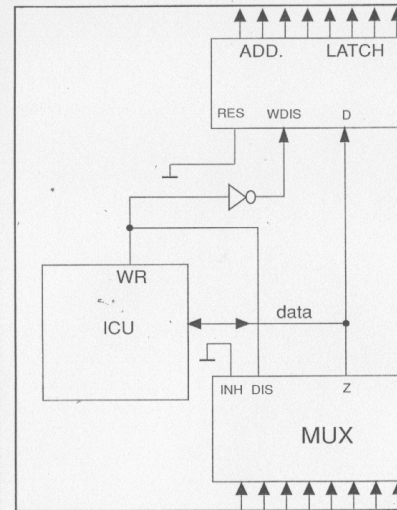 ADD. LATCH
RES WDIS D
WR
ICU
data
INH DIS Z
MUX